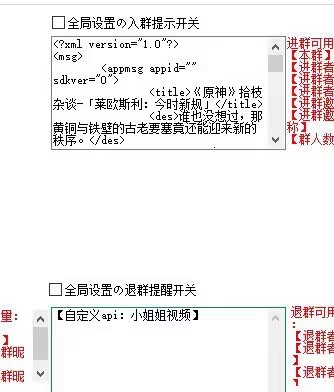 全局设置的入群提示开关
<?xml version="1.0"?>
<msg>
<appmsg appid=""
sdkver="0">
<title>《原神》拾枝
杂谈-「莱欧斯利：今时新规」</title>
<des>谁也没想过，那
黄铜与铁壁的古老要塞竟还能迎来新的
秩序。</des>
进群可用
【本群】
【进群者
【进群者
【进群者
【进群邀
【进群邀
称】
【群人数
全局设置的退群提醒开关
量：
】
群昵
群昵
【自定义api：小姐姐视频】
退群可用
：
【退群者
【退群者
【退群者